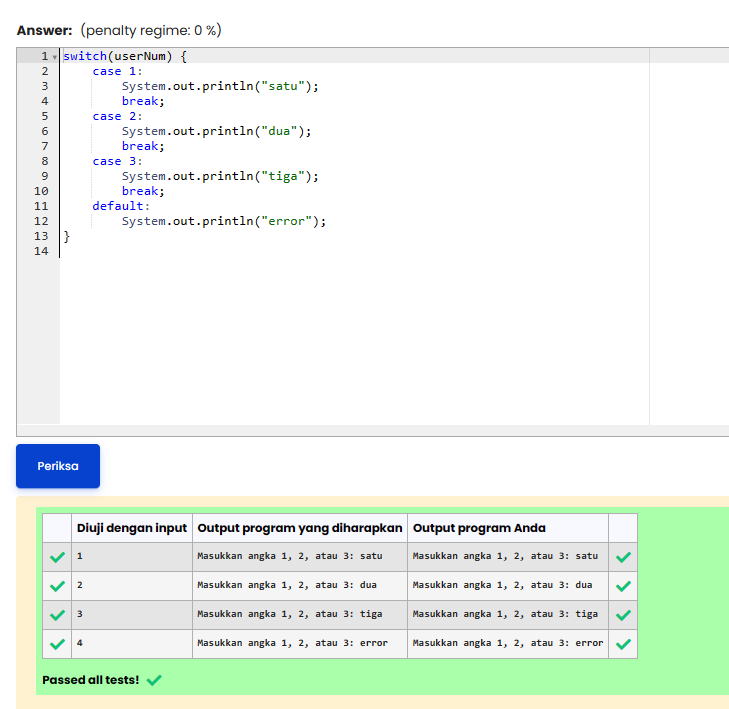 Answer: (penalty regime: 0 %)
1 switch(userNum) {
2     case 1:
3         System.out.println("satu");
4         break;
5     case 2:
6         System.out.println("dua");
7         break;
8     case 3:
9         System.out.println("tiga");
10         break;
11     default:
12         System.out.println("error");
13 }
14
Periksa
Diuji dengan input Output program yang diharapkan Output program Anda
1 Masukkan angka 1, 2, atau 3: satu Masukkan angka 1, 2, atau 3: satu
2 Masukkan angka 1, 2, atau 3: dua Masukkan angka 1, 2, atau 3: dua
3 Masukkan angka 1, 2, atau 3: tiga Masukkan angka 1, 2, atau 3: tiga
4 Masukkan angka 1, 2, atau 3: error Masukkan angka 1, 2, atau 3: error
Passed all tests!